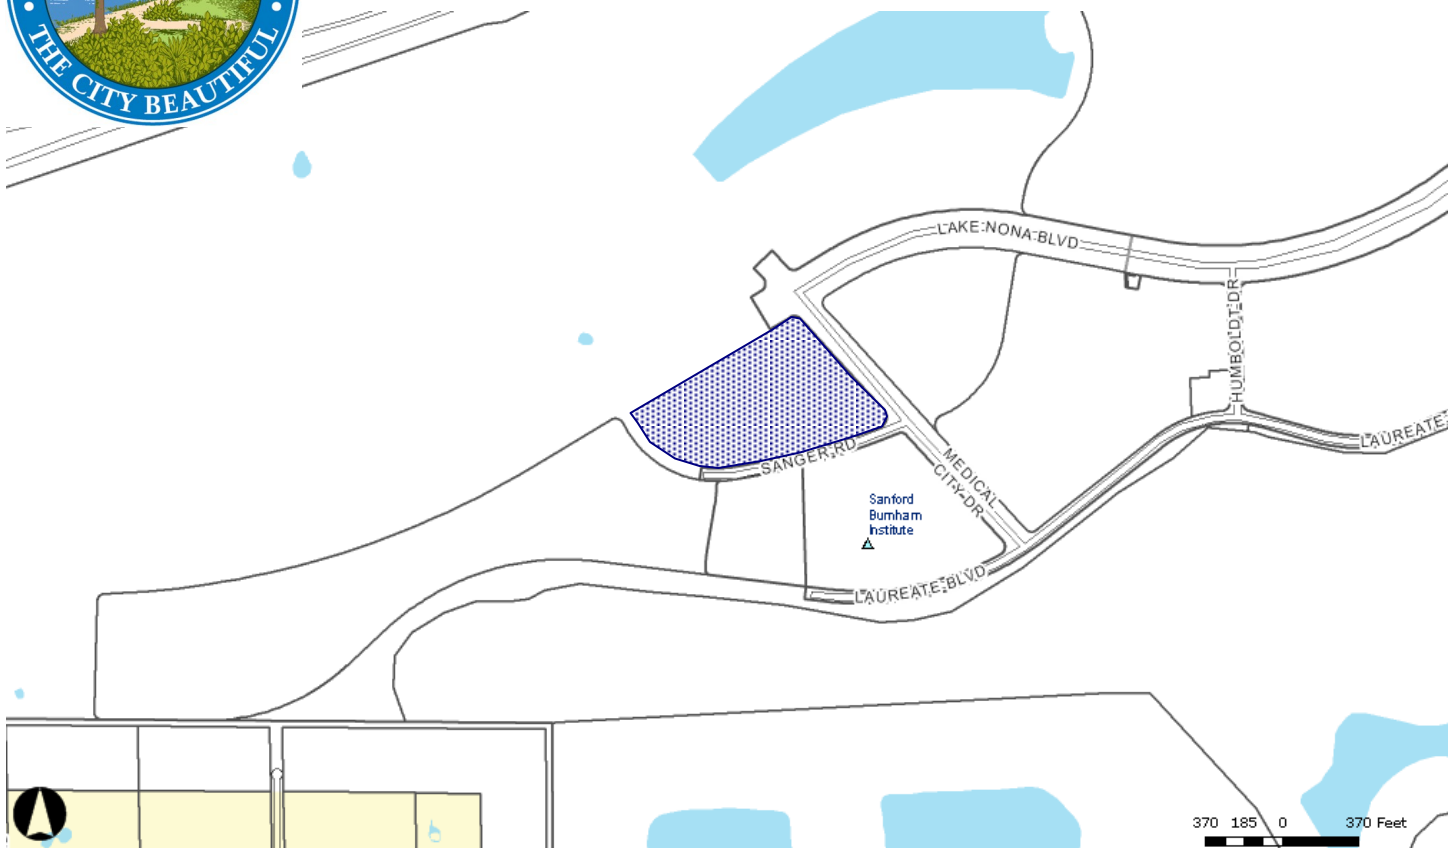 THE CITY BEAUTIFUL
LAKE NONA BLVD
HUMBOLDT DR
LAUREATE
SANGER RD
MEDICAL
CITY DR
Sanford
Burnham
Institute
LAUREATE BLVD
370 185 0 370 Feet